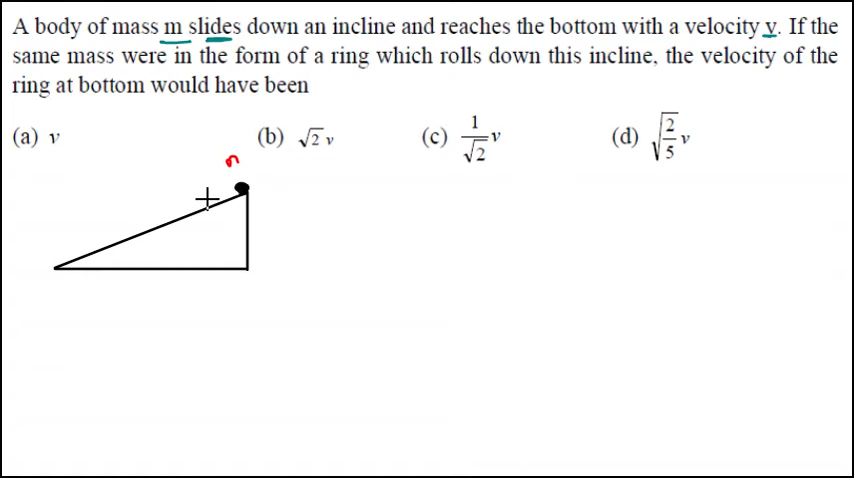 A body of mass m slides down an incline and reaches the bottom with a velocity v. If the
same mass were in the form of a ring which rolls down this incline, the velocity of the
ring at bottom would have been
(a) v (b) √2 v (c) 1/√2 v (d) √(2/5) v